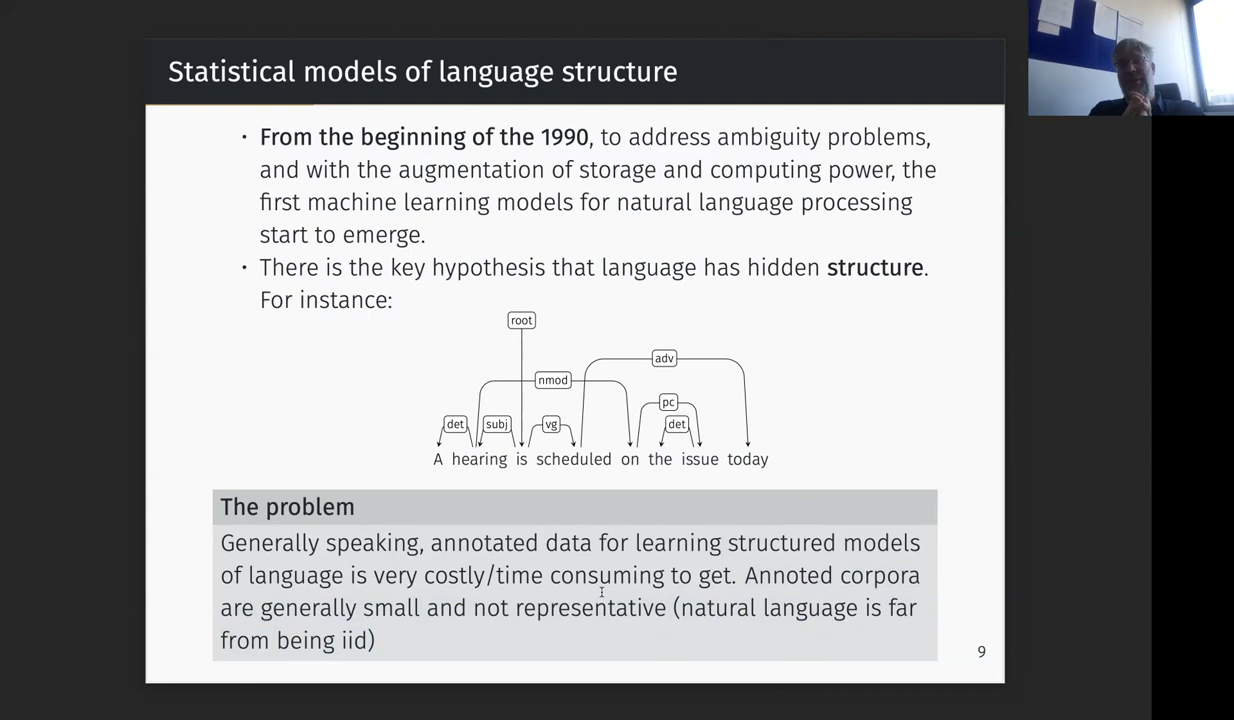 Statistical models of language structure
· From the beginning of the 1990, to address ambiguity problems,
and with the augmentation of storage and computing power, the
first machine learning models for natural language processing
start to emerge.
· There is the key hypothesis that language has hidden structure.
For instance:
root
adv
nmod
pc
det subj vg det
A hearing is scheduled on the issue today
The problem
Generally speaking, annotated data for learning structured models
of language is very costly/time consuming to get. Annoted corpora
are generally small and not representative (natural language is far
from being iid)
9